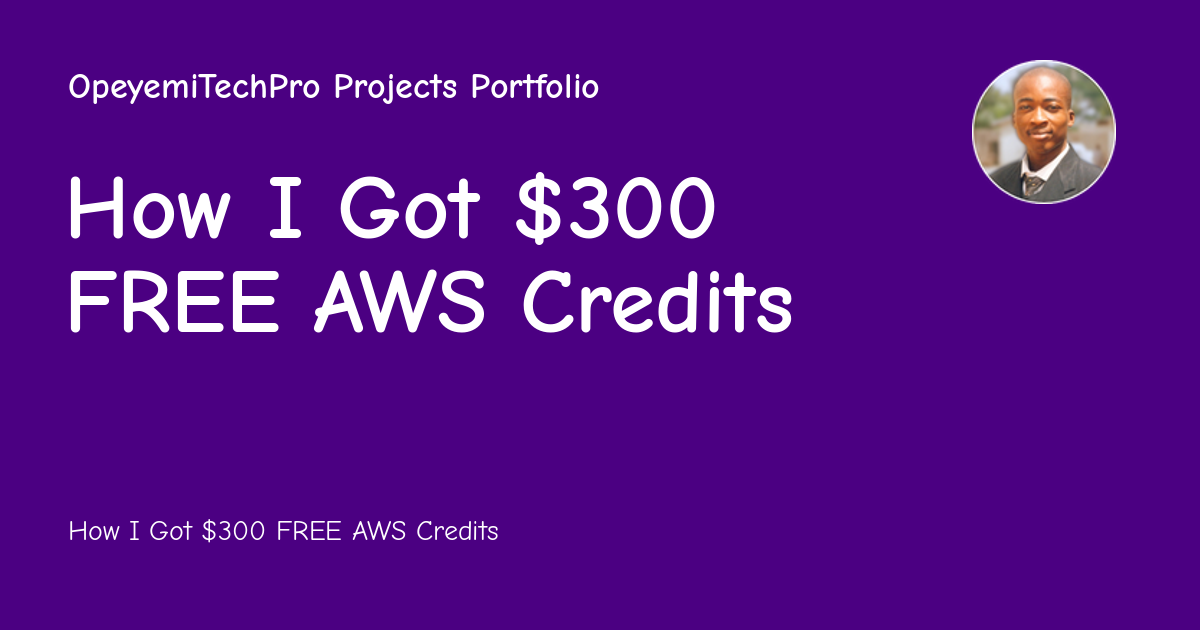 OpeyemiTechPro Projects Portfolio
How I Got $300
FREE AWS Credits
How I Got $300 FREE AWS Credits